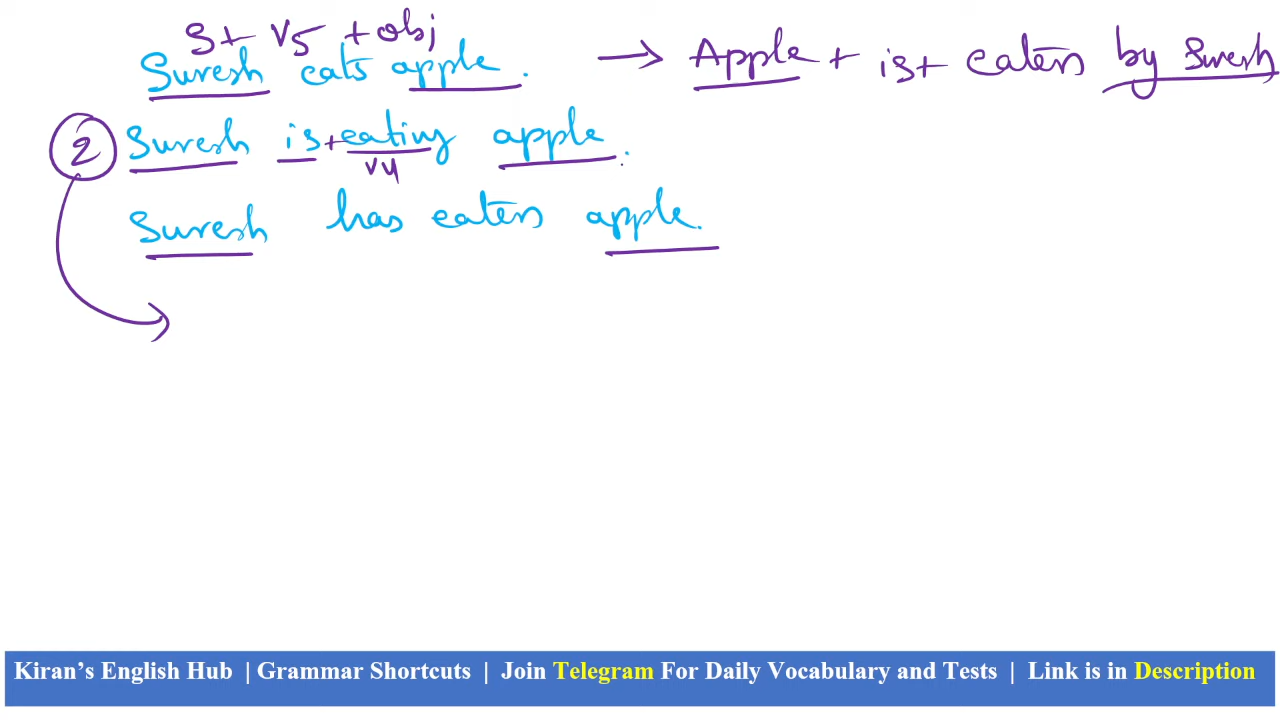 S + V5 + obj
Suresh eats apple. → Apple + is + eaten by Suresh
2 Suresh is + eating apple.
V4
Suresh has eaten apple.
Kiran's English Hub | Grammar Shortcuts | Join Telegram For Daily Vocabulary and Tests | Link is in Description